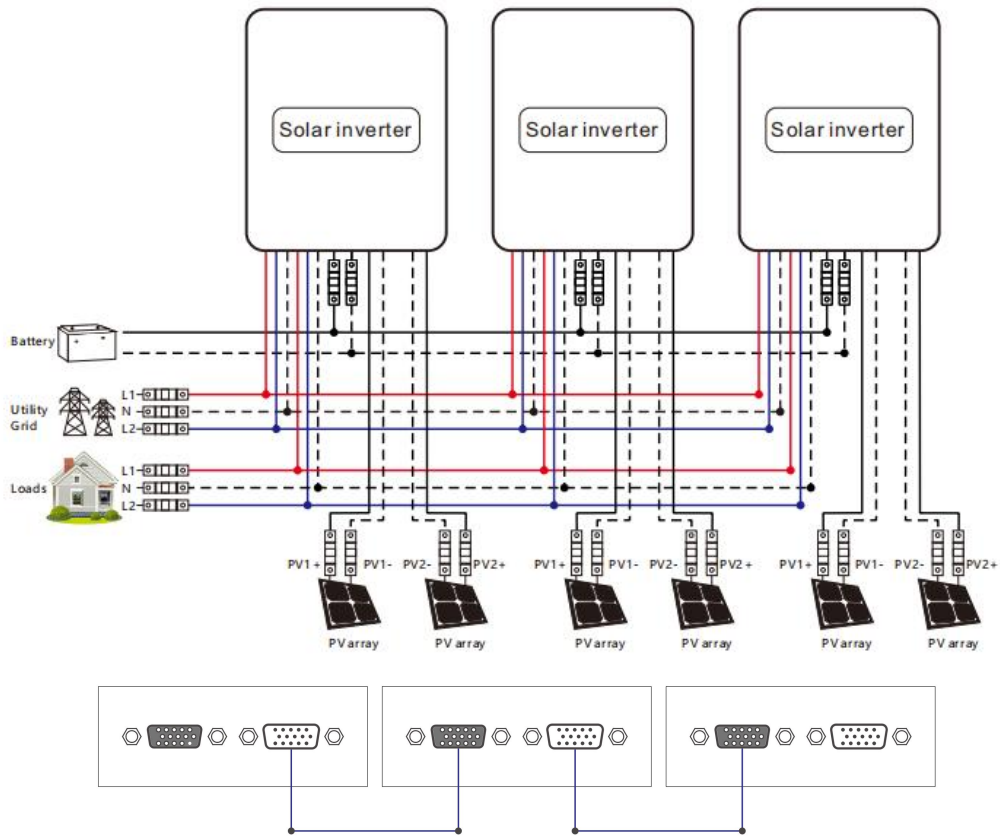 Solar inverter Solar inverter Solar inverter
Battery
L1
Utility
Grid
N
L2
L1
Loads
N
L2
PV1+ PV1- PV2- PV2+ PV1+ PV1- PV2- PV2+ PV1+ PV1- PV2- PV2+
PV array PV array PV array PV array PV array PV array